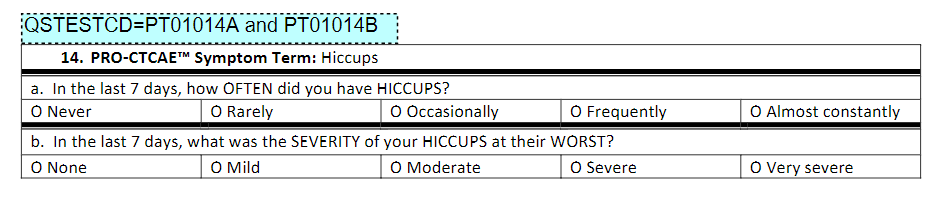 QSTESTCD=PT01014A and PT01014B
14. PRO-CTCAE™ Symptom Term: Hiccups
a. In the last 7 days, how OFTEN did you have HICCUPS?
O Never O Rarely O Occasionally O Frequently O Almost constantly
b. In the last 7 days, what was the SEVERITY of your HICCUPS at their WORST?
O None O Mild O Moderate O Severe O Very severe